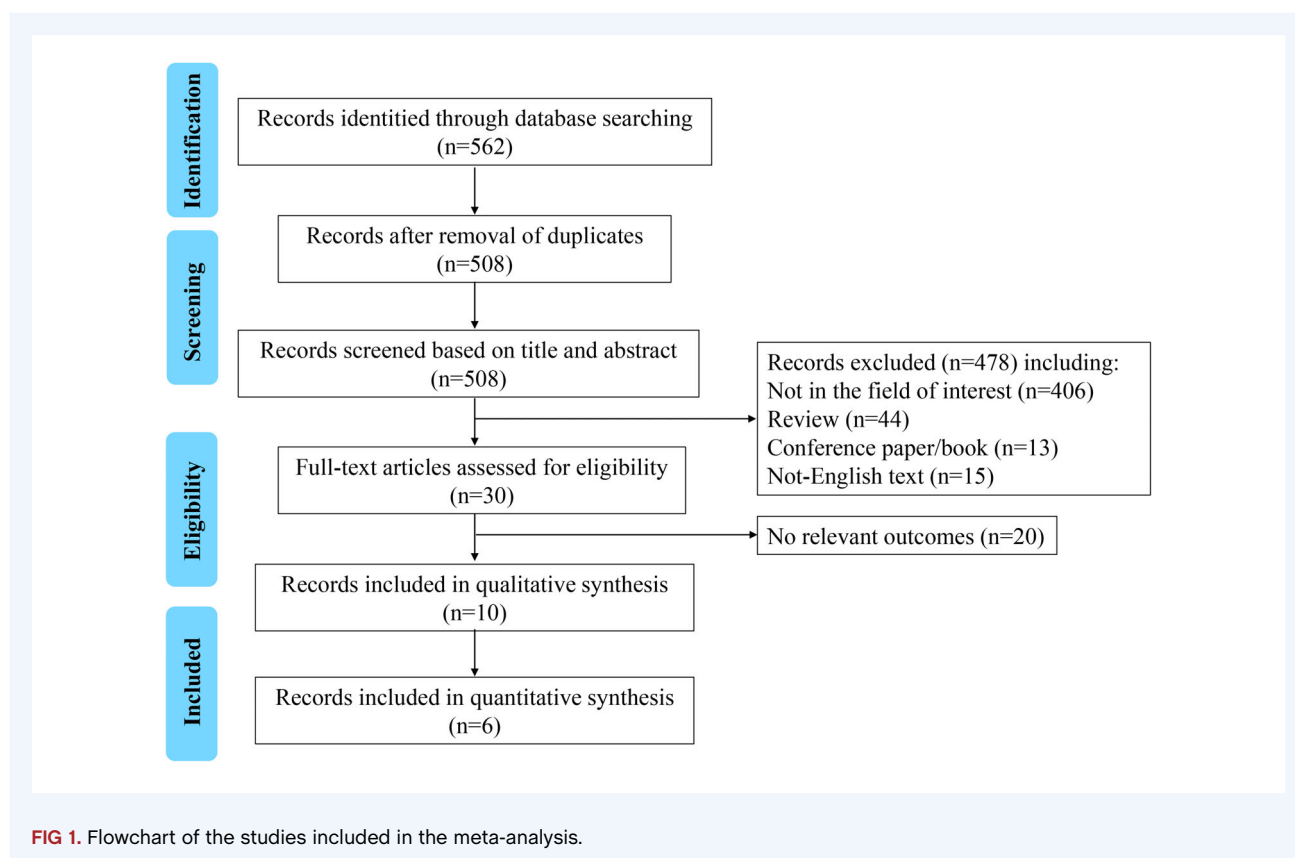 Identification
Records identitied through database searching
(n=562)
Screening
Records after removal of duplicates
(n=508)
Records screened based on title and abstract
(n=508)
Records excluded (n=478) including:
Not in the field of interest (n=406)
Review (n=44)
Conference paper/book (n=13)
Not-English text (n=15)
Eligibility
Full-text articles assessed for eligibility
(n=30)
No relevant outcomes (n=20)
Records included in qualitative synthesis
(n=10)
Included
Records included in quantitative synthesis
(n=6)
FIG 1. Flowchart of the studies included in the meta-analysis.